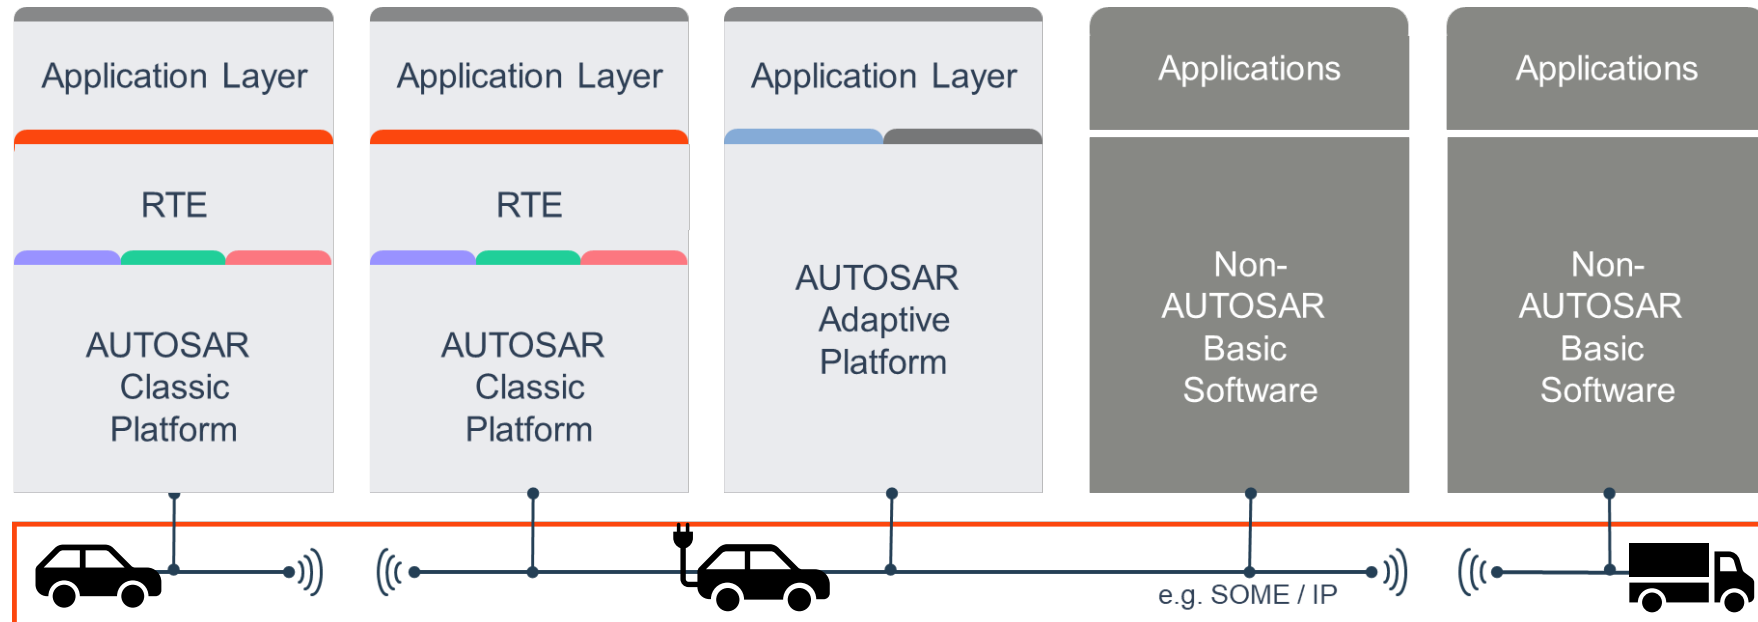 Application Layer
RTE
AUTOSAR
Classic
Platform
Application Layer
RTE
AUTOSAR
Classic
Platform
Application Layer
AUTOSAR
Adaptive
Platform
Applications
Non-
AUTOSAR
Basic
Software
Applications
Non-
AUTOSAR
Basic
Software
e.g. SOME / IP